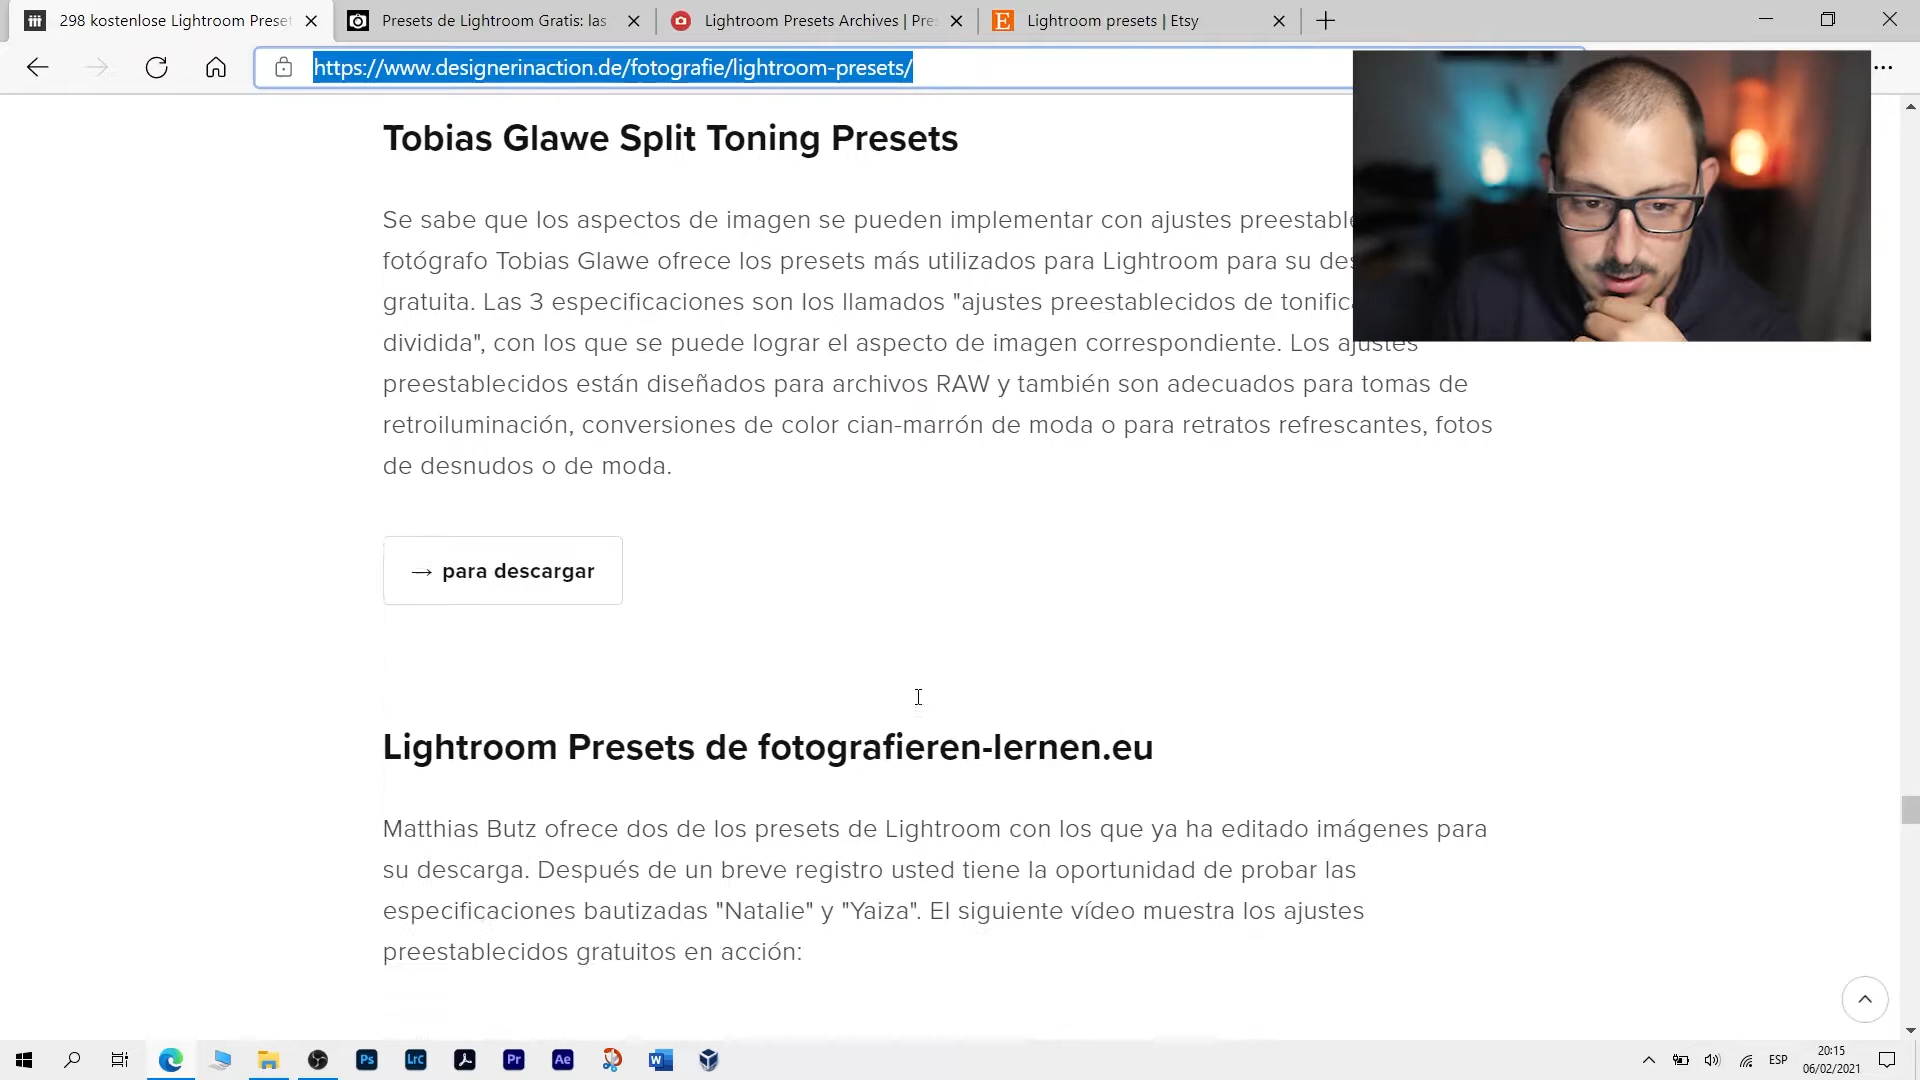 298 kostenlose Lightroom Preset
Presets de Lightroom Gratis: las
Lightroom Presets Archives | Pre
Lightroom presets | Etsy
https://www.designerinaction.de/fotografie/lightroom-presets/
Tobias Glawe Split Toning Presets
Se sabe que los aspectos de imagen se pueden implementar con ajustes
fotógrafo Tobias Glawe ofrece los presets más utilizados para Lightroom para su
gratuita. Las 3 especificaciones son los llamados "ajustes preestablecidos de
dividida", con los que se puede lograr el aspecto de imagen correspondiente. Los ajustes
preestablecidos están diseñados para archivos RAW y también son adecuados para tomas de
retroiluminación, conversiones de color cian-marrón de moda o para retratos refrescantes, fotos
de desnudos o de moda.
→ para descargar
Lightroom Presets de fotografieren-lernen.eu
Matthias Butz ofrece dos de los presets de Lightroom con los que ya ha editado imágenes para
su descarga. Después de un breve registro usted tiene la oportunidad de probar las
especificaciones bautizadas "Natalie" y "Yaiza". El siguiente vídeo muestra los ajustes
preestablecidos gratuitos en acción:
Ps LrC Pr Ae W
ESP
20:15
06/02/2021